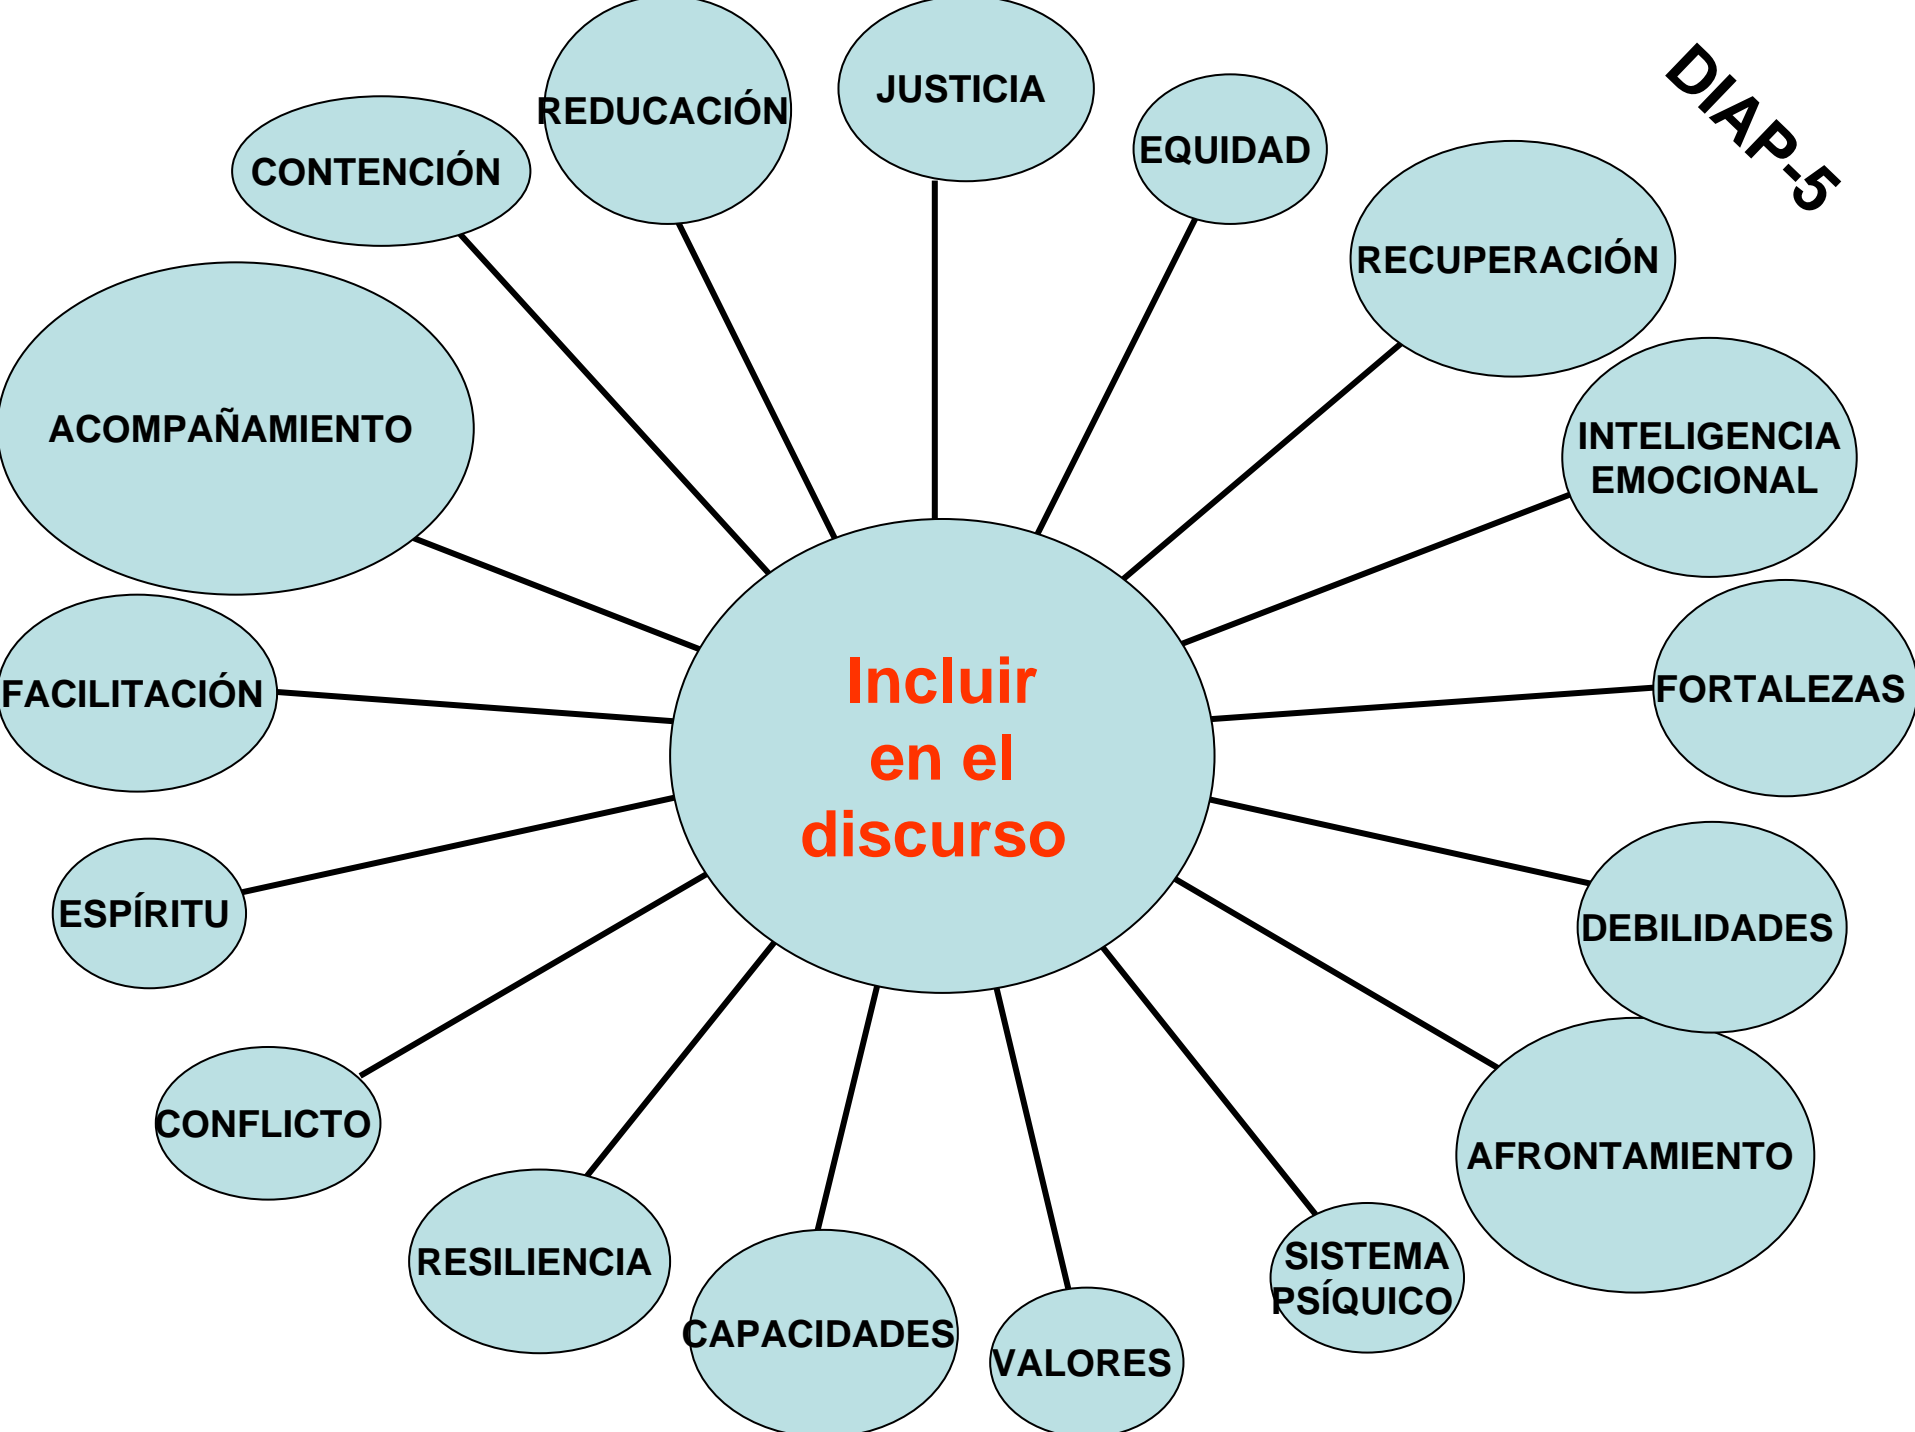 JUSTICIA
REDUCACIÓN
DIAP-5
EQUIDAD
CONTENCIÓN
RECUPERACIÓN
ACOMPAÑAMIENTO
INTELIGENCIA
EMOCIONAL
FACILITACIÓN
FORTALEZAS
Incluir
en el
discurso
ESPÍRITU
DEBILIDADES
CONFLICTO
AFRONTAMIENTO
RESILIENCIA
SISTEMA
PSÍQUICO
CAPACIDADES
VALORES